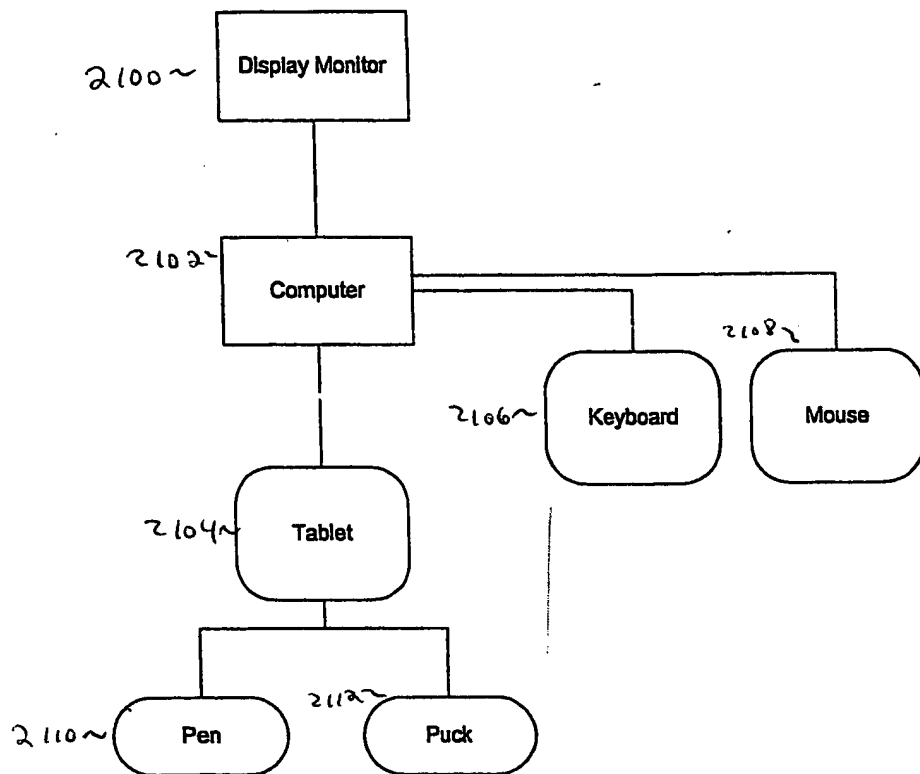 2100~ Display Monitor
2102~ Computer
2108~
2106~ Keyboard Mouse
2104~ Tablet
2112~
2110~ Pen Puck